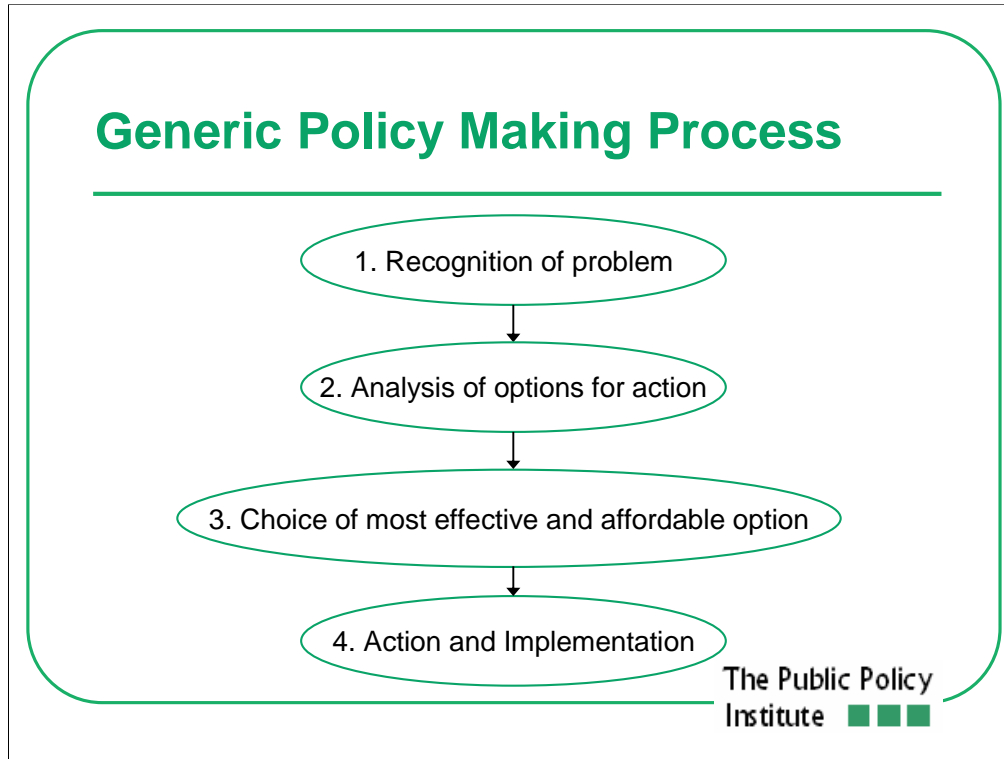 Generic Policy Making Process
1. Recognition of problem
2. Analysis of options for action
3. Choice of most effective and affordable option
4. Action and Implementation
The Public Policy
Institute